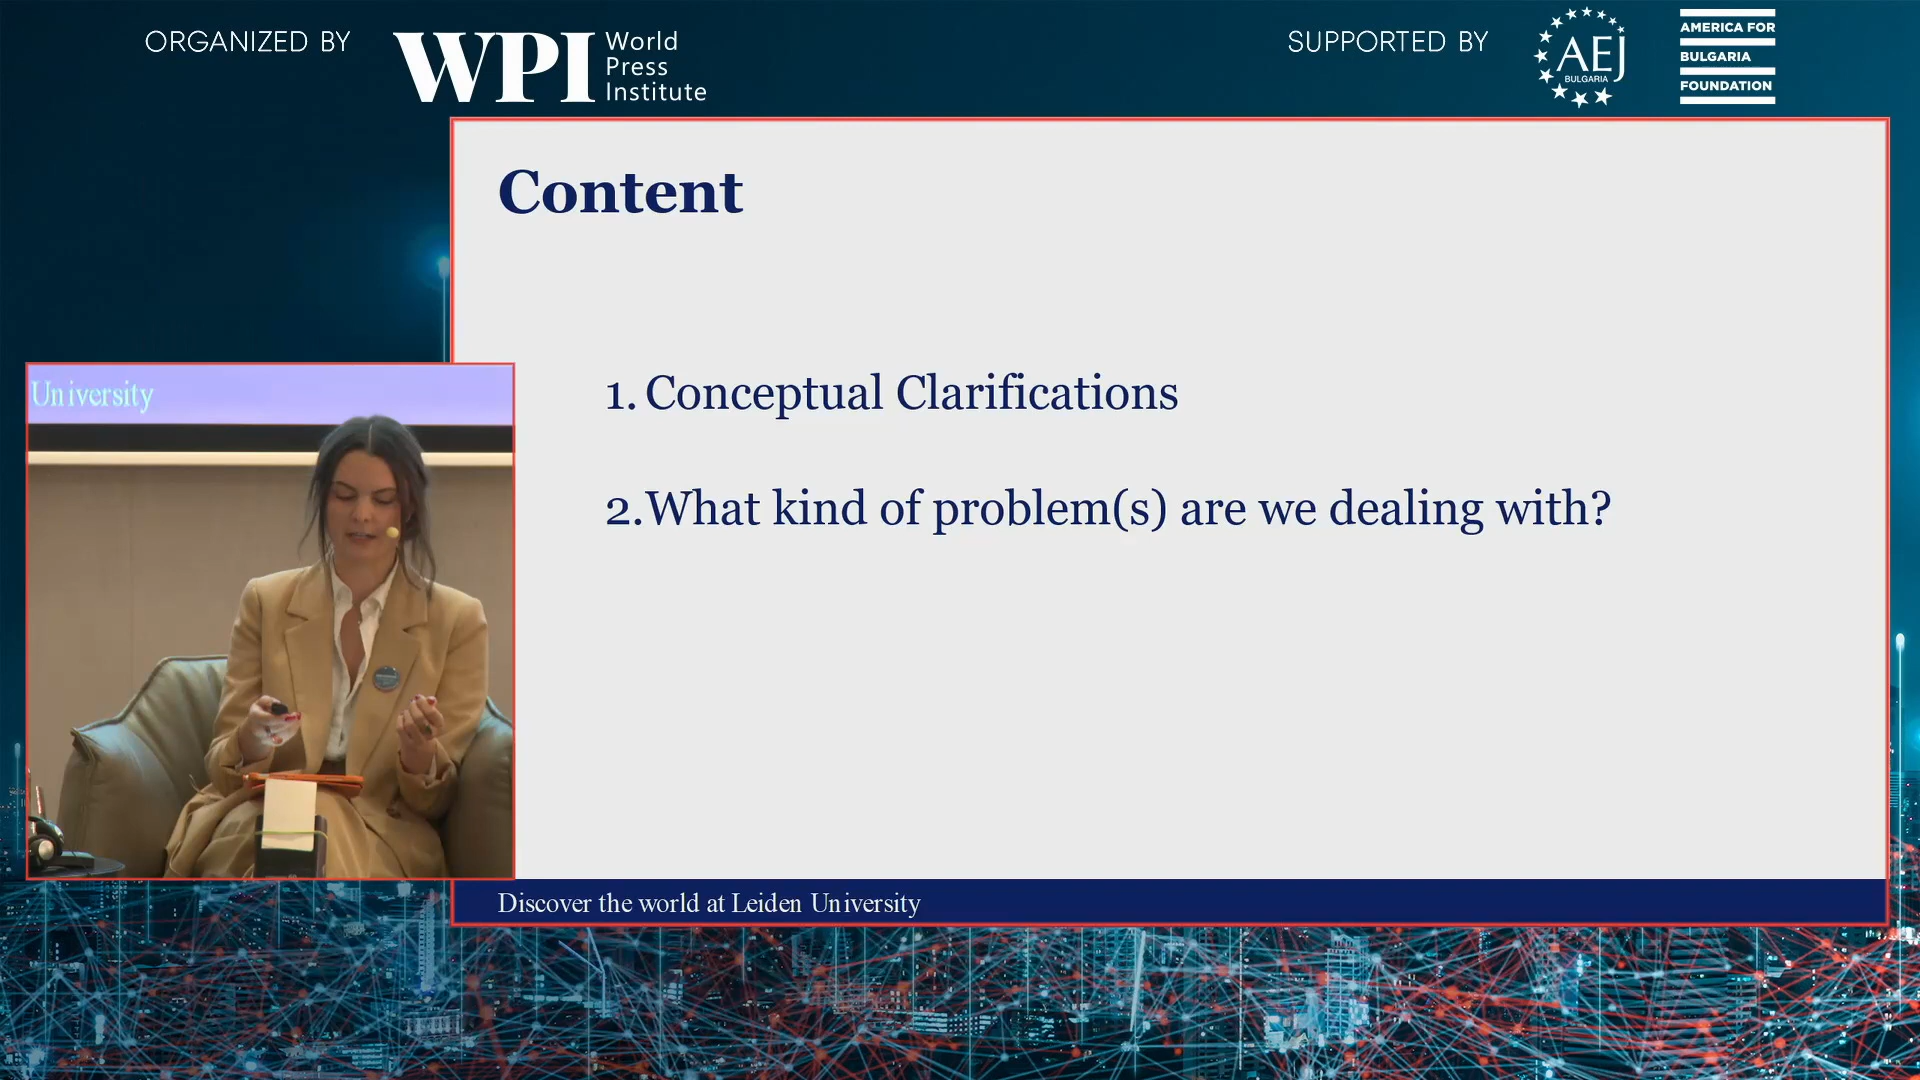 ORGANIZED BY
WPI
World
Press
Institute
SUPPORTED BY
AEJ
BULGARIA
AMERICA FOR
BULGARIA
FOUNDATION
Content
1. Conceptual Clarifications
2. What kind of problem(s) are we dealing with?
University
Discover the world at Leiden University